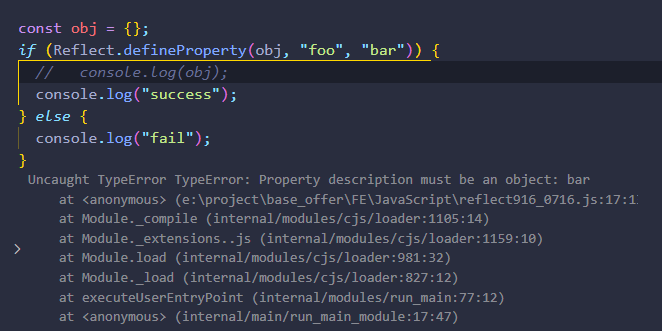 const obj = {};
if (Reflect.defineProperty(obj, "foo", "bar")) {
//   console.log(obj);
console.log("success");
} else {
console.log("fail");
}
Uncaught TypeError TypeError: Property description must be an object: bar
at <anonymous> (e:\project\base_offer\FE\JavaScript\reflect916_0716.js:17:1
at Module._compile (internal/modules/cjs/loader:1105:14)
at Module._extensions..js (internal/modules/cjs/loader:1159:10)
at Module.load (internal/modules/cjs/loader:981:32)
at Module._load (internal/modules/cjs/loader:827:12)
at executeUserEntryPoint (internal/modules/run_main:77:12)
at <anonymous> (internal/main/run_main_module:17:47)